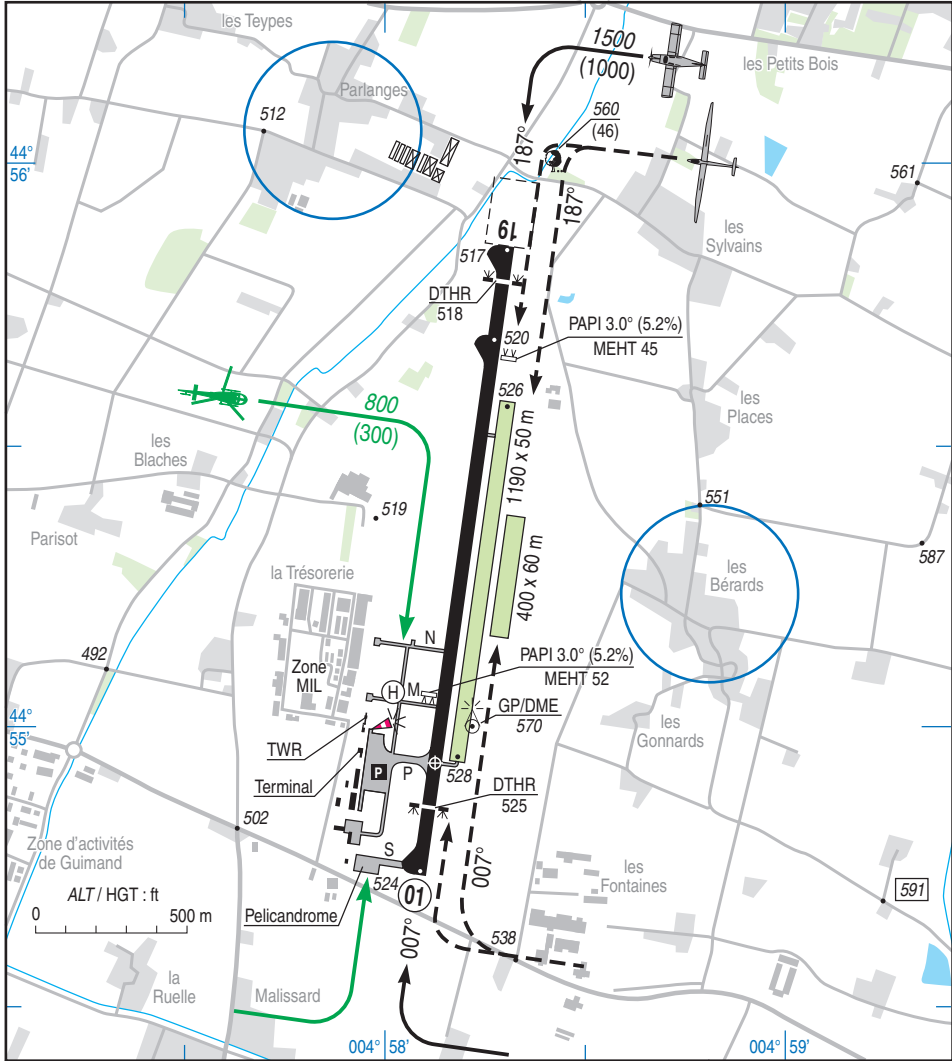 les Teypes
1500
(1000)
les Petits Bois
Parlanges
512
560
(46)
44°
56'
187°
187°
561
les
Sylvains
19
517
DTHR
518
520
PAPI 3.0° (5.2%)
MEHT 45
526
800
(300)
les
Places
les
Blaches
1190 x 50 m
551
519
Parisot
400 x 60 m
587
la Trésorerie
les
Bérards
N
PAPI 3.0° (5.2%)
MEHT 52
492
Zone
MIL
H
M
GP/DME
570
44°
55'
les
Gonnards
TWR
Terminal
P
P
528
DTHR
525
502
Zone d'activités
de Guimand
S
007°
les
Fontaines
524
01
591
ALT / HGT : ft
0
500 m
Pelicandrome
007°
538
la
Ruelle
Malissard
004° 58'
004° 59'